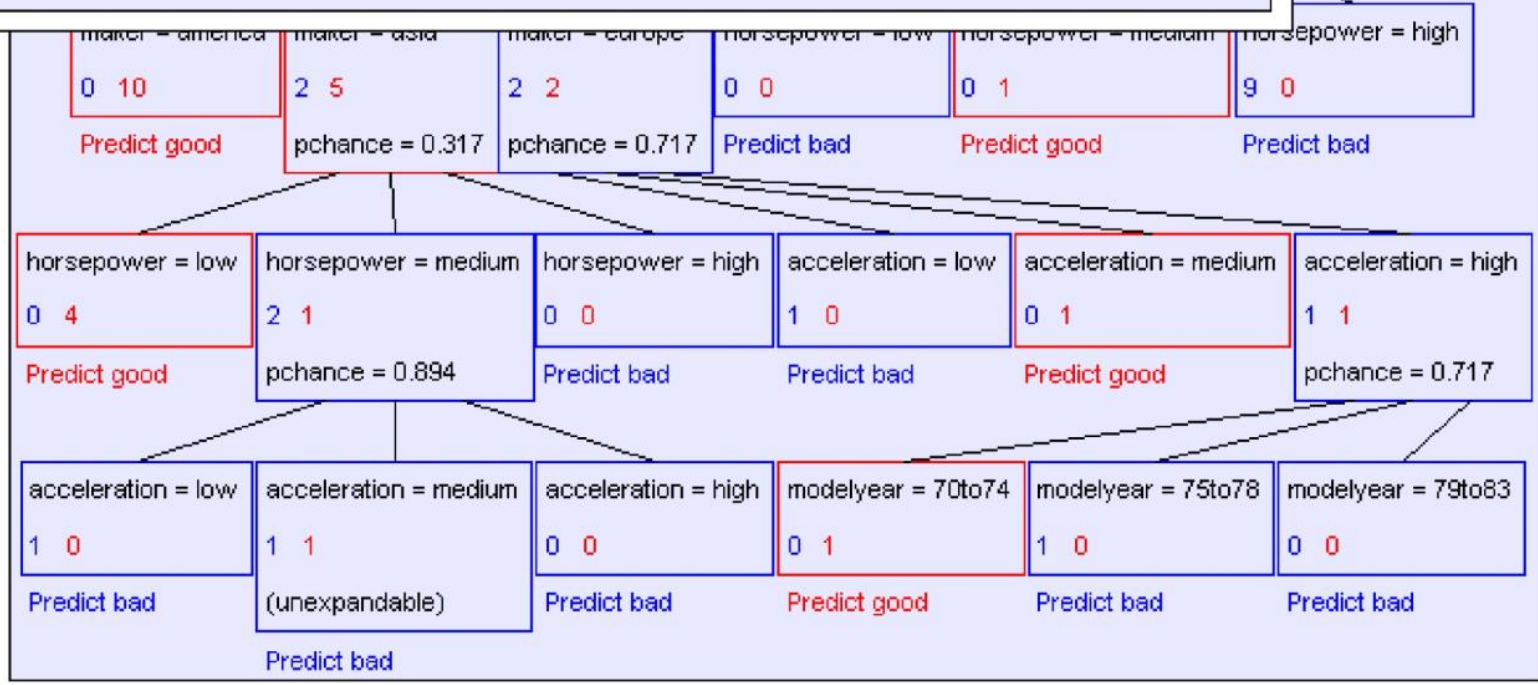 maker = america maker = asia maker = europe horsepower = low horsepower = medium horsepower = high
0 10 2 5 2 2 0 0 0 1 9 0
Predict good pchance = 0.317 pchance = 0.717 Predict bad Predict good Predict bad
horsepower = low horsepower = medium horsepower = high acceleration = low acceleration = medium acceleration = high
0 4 2 1 0 0 1 0 0 1 1 1
Predict good pchance = 0.894 Predict bad Predict bad Predict good pchance = 0.717
acceleration = low acceleration = medium acceleration = high modelyear = 70to74 modelyear = 75to78 modelyear = 79to83
1 0 1 1 0 0 0 1 1 0 0 0
Predict bad (unexpandable) Predict bad Predict good Predict bad Predict bad
Predict bad